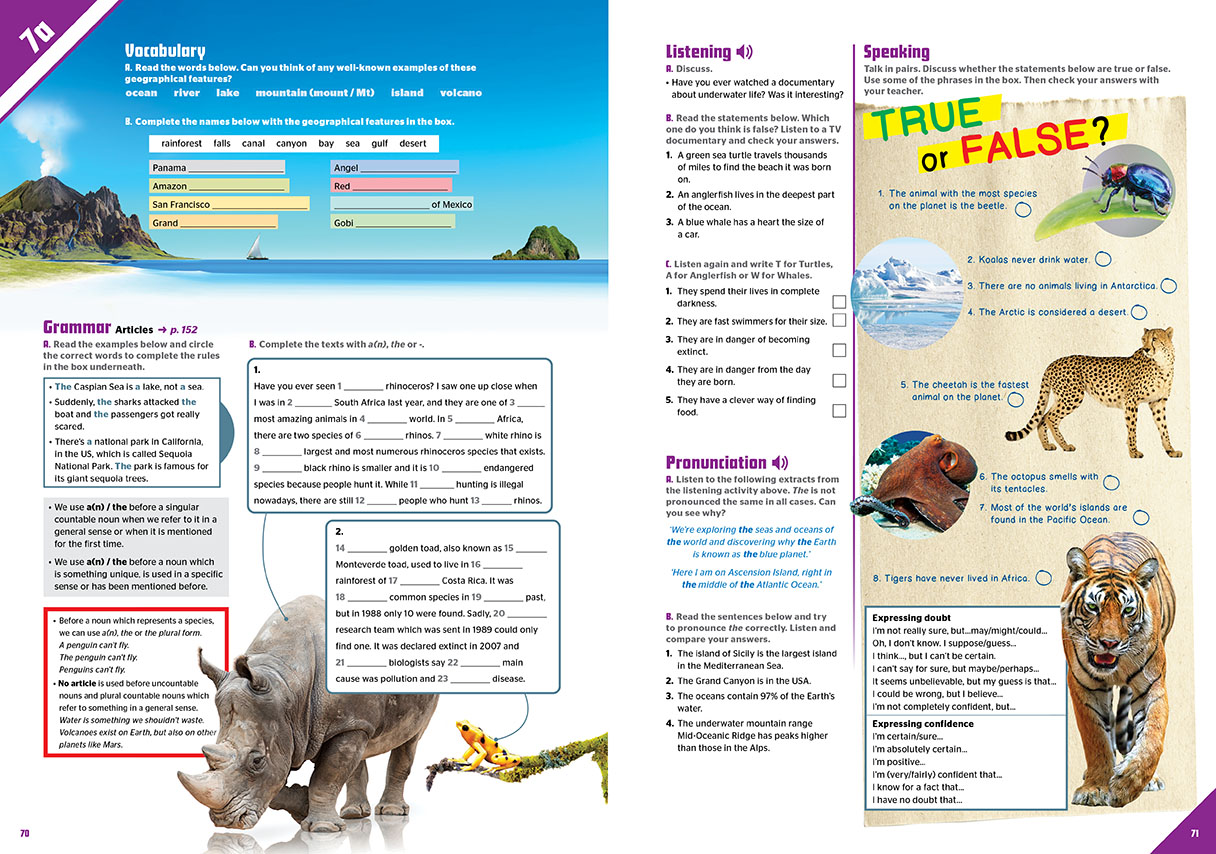 7a
Vocabulary
A. Read the words below. Can you think of any well-known examples of these
geographical features?
ocean river lake mountain (mount / Mt) island volcano
B. Complete the names below with the geographical features in the box.
rainforest falls canal canyon bay sea gulf desert
Panama ____________________
Amazon ____________________
San Francisco ____________________
Grand ____________________
Angel ____________________
Red ____________________
____________________ of Mexico
Gobi ____________________
Grammar Articles ➜ p. 152
A. Read the examples below and circle
the correct words to complete the rules
in the box underneath.
• The Caspian Sea is a lake, not a sea.
• Suddenly, the sharks attacked the
boat and the passengers got really
scared.
• There's a national park in California,
in the US, which is called Sequoia
National Park. The park is famous for
its giant sequoia trees.
• We use a(n) / the before a singular
countable noun when we refer to it in a
general sense or when it is mentioned
for the first time.
• We use a(n) / the before a noun which
is something unique, is used in a specific
sense or has been mentioned before.
• Before a noun which represents a species,
we can use a(n), the or the plural form.
A penguin can't fly.
The penguin can't fly.
Penguins can't fly.
• No article is used before uncountable
nouns and plural countable nouns which
refer to something in a general sense.
Water is something we shouldn't waste.
Volcanoes exist on Earth, but also on other
planets like Mars.
B. Complete the texts with a(n), the or -.
1.
Have you ever seen 1 ________ rhinoceros? I saw one up close when
I was in 2 ________ South Africa last year, and they are one of 3 ______
most amazing animals in 4 ________ world. In 5 ________ Africa,
there are two species of 6 ________ rhinos. 7 ________ white rhino is
8 ________ largest and most numerous rhinoceros species that exists.
9 ________ black rhino is smaller and it is 10 ________ endangered
species because people hunt it. While 11 ________ hunting is illegal
nowadays, there are still 12 ________ people who hunt 13 ________ rhinos.
2.
14 ________ golden toad, also known as 15 ______
Monteverde toad, used to live in 16 ________
rainforest of 17 ________ Costa Rica. It was
18 ________ common species in 19 ________ past,
but in 1988 only 10 were found. Sadly, 20 ________
research team which was sent in 1989 could only
find one. It was declared extinct in 2007 and
21 ________ biologists say 22 ________ main
cause was pollution and 23 ________ disease.
70
Listening
A. Discuss.
• Have you ever watched a documentary
about underwater life? Was it interesting?
B. Read the statements below. Which
one do you think is false? Listen to a TV
documentary and check your answers.
1. A green sea turtle travels thousands
of miles to find the beach it was born
on.
2. An anglerfish lives in the deepest part
of the ocean.
3. A blue whale has a heart the size of
a car.
C. Listen again and write T for Turtles,
A for Anglerfish or W for Whales.
1. They spend their lives in complete
darkness.
2. They are fast swimmers for their size.
3. They are in danger of becoming
extinct.
4. They are in danger from the day
they are born.
5. They have a clever way of finding
food.
Pronunciation
A. Listen to the following extracts from
the listening activity above. The is not
pronounced the same in all cases. Can
you see why?
'We're exploring the seas and oceans of
the world and discovering why the Earth
is known as the blue planet.'
'Here I am on Ascension Island, right in
the middle of the Atlantic Ocean.'
B. Read the sentences below and try
to pronounce the correctly. Listen and
compare your answers.
1. The island of Sicily is the largest island
in the Mediterranean Sea.
2. The Grand Canyon is in the USA.
3. The oceans contain 97% of the Earth's
water.
4. The underwater mountain range
Mid-Oceanic Ridge has peaks higher
than those in the Alps.
Speaking
Talk in pairs. Discuss whether the statements below are true or false.
Use some of the phrases in the box. Then check your answers with
your teacher.
TRUE
or FALSE?
1. The animal with the most species
on the planet is the beetle.
2. Koalas never drink water.
3. There are no animals living in Antarctica.
4. The Arctic is considered a desert.
5. The cheetah is the fastest
animal on the planet.
6. The octopus smells with
its tentacles.
7. Most of the world's islands are
found in the Pacific Ocean.
8. Tigers have never lived in Africa.
Expressing doubt
I'm not really sure, but...may/might/could...
Oh, I don't know. I suppose/guess...
I think..., but I can't be certain.
I can't say for sure, but maybe/perhaps...
It seems unbelievable, but my guess is that...
I could be wrong, but I believe...
I'm not completely confident, but...
Expressing confidence
I'm certain/sure...
I'm absolutely certain...
I'm positive...
I'm (very/fairly) confident that...
I know for a fact that...
I have no doubt that...
71